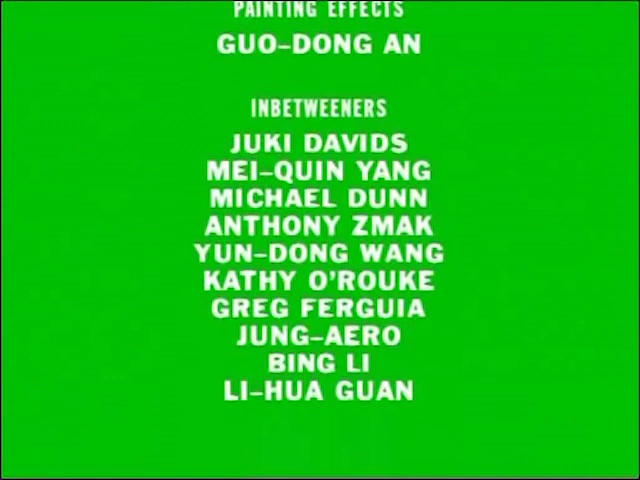 PAINTING EFFECTS
GUO-DONG AN
INBETWEENERS
JUKI DAVIDS
MEI-QUIN YANG
MICHAEL DUNN
ANTHONY ZMAK
YUN-DONG WANG
KATHY O'ROUKE
GREG FERGUIA
JUNG-AERO
BING LI
LI-HUA GUAN